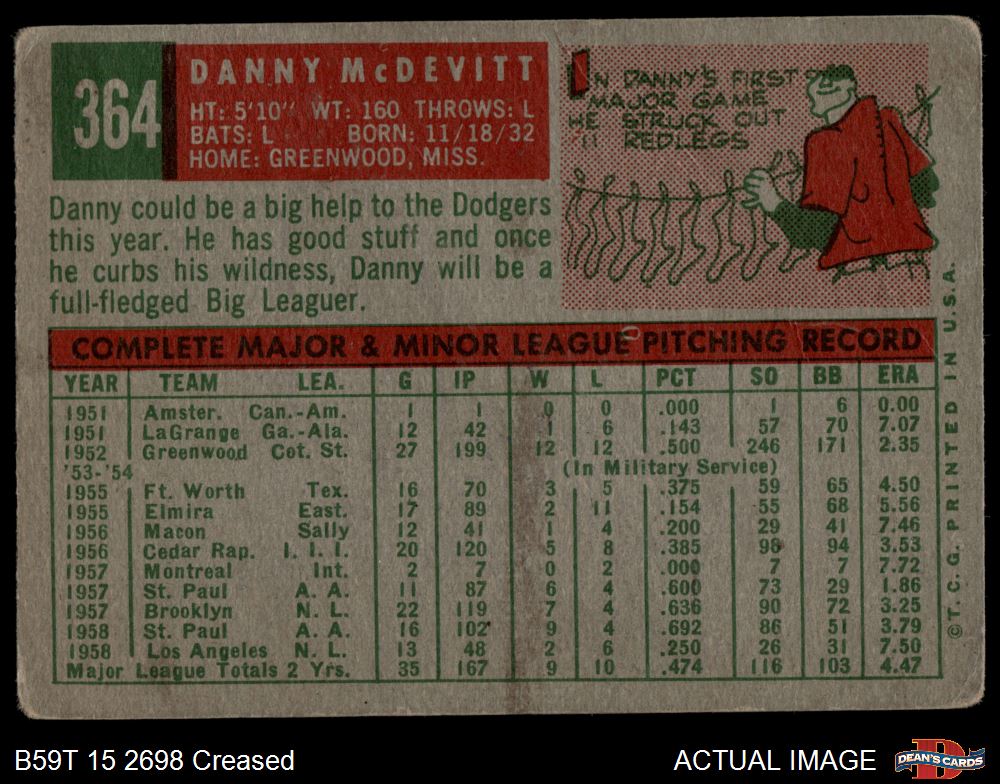 364
DANNY McDEVITT
HT: 5'10" WT: 160 THROWS: L
BATS: L BORN: 11/18/32
HOME: GREENWOOD, MISS.
IN DANNY'S FIRST
MAJOR GAME
HE STRUCK OUT
11 REDLEGS
Danny could be a big help to the Dodgers
this year. He has good stuff and once
he curbs his wildness, Danny will be a
full-fledged Big Leaguer.
COMPLETE MAJOR & MINOR LEAGUE PITCHING RECORD
YEAR TEAM LEA. G IP W L PCT SO BB ERA
1951 Amster. Can.-Am. 1 1 0 0 .000 1 6 0.00
1951 LaGrange Ga.-Ala. 12 42 1 6 .143 57 70 7.07
1952 Greenwood Cot. St. 27 199 12 12 .500 246 171 2.35
'53-'54 (In Military Service)
1955 Ft. Worth Tex. 16 70 3 5 .375 59 65 4.50
1955 Elmira East. 17 89 2 11 .154 55 68 5.56
1956 Macon Sally 12 41 1 4 .200 29 41 7.46
1956 Cedar Rap. I. I. I. 20 120 5 8 .385 98 94 3.53
1957 Montreal Int. 2 7 0 2 .000 7 7 7.72
1957 St. Paul A. A. 11 87 6 4 .600 73 29 1.86
1957 Brooklyn N. L. 22 119 7 4 .636 90 72 3.25
1958 St. Paul A. A. 16 102 9 4 .692 86 51 3.79
1958 Los Angeles N. L. 13 48 2 6 .250 26 31 7.50
Major League Totals 2 Yrs. 35 167 9 10 .474 116 103 4.47
©T.C.G. PRINTED IN U.S.A.
B59T 15 2698 Creased
ACTUAL IMAGE
DEAN'S CARDS